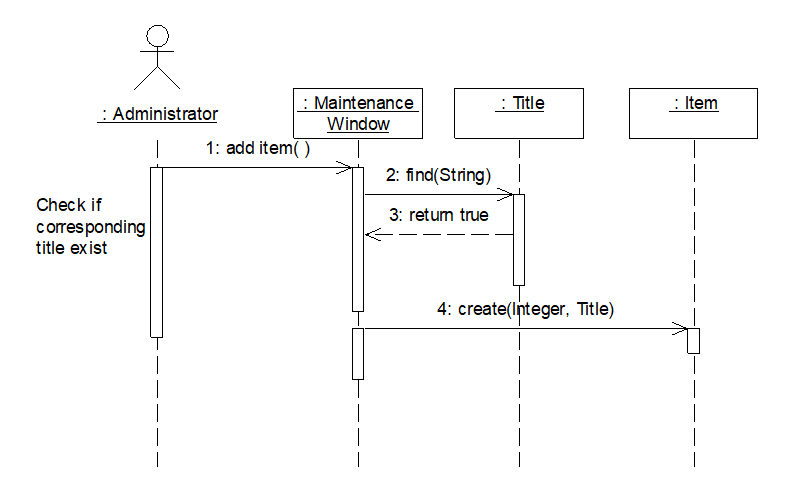 : Administrator
: Maintenance
Window
: Title
: Item
1: add item( )
2: find(String)
Check if
corresponding
title exist
3: return true
4: create(Integer, Title)